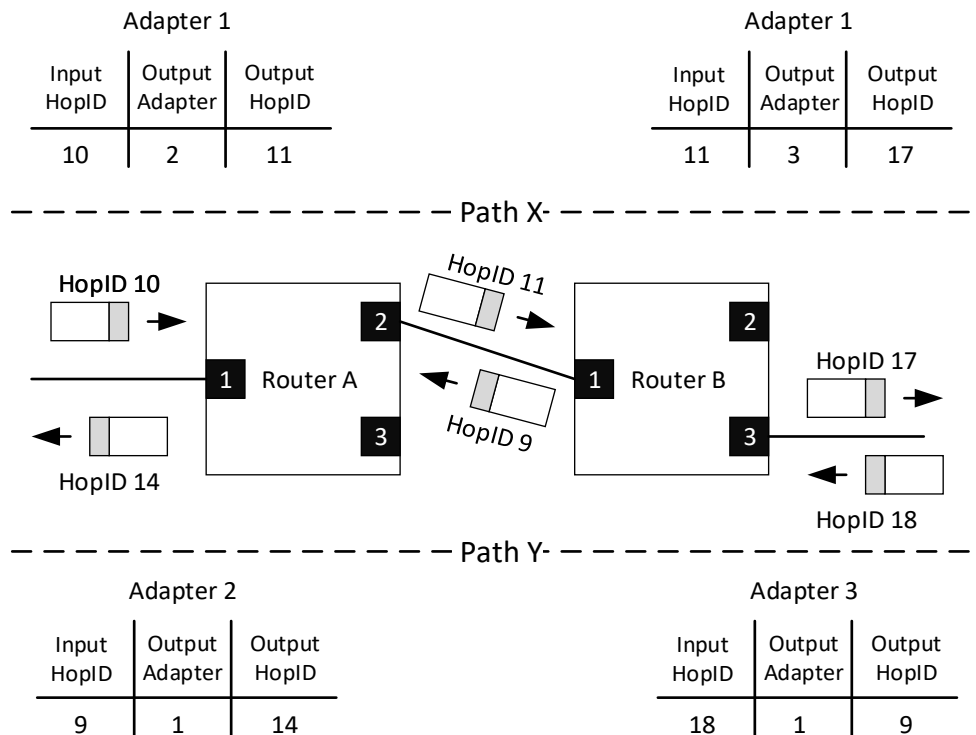 Adapter 1
Input HopID
Output Adapter
Output HopID
10
2
11
Adapter 1
Input HopID
Output Adapter
Output HopID
11
3
17
Path X
HopID 10
HopID 11
HopID 17
2
1
Router A
3
2
1
Router B
3
HopID 14
HopID 9
HopID 18
Path Y
Adapter 2
Input HopID
Output Adapter
Output HopID
9
1
14
Adapter 3
Input HopID
Output Adapter
Output HopID
18
1
9